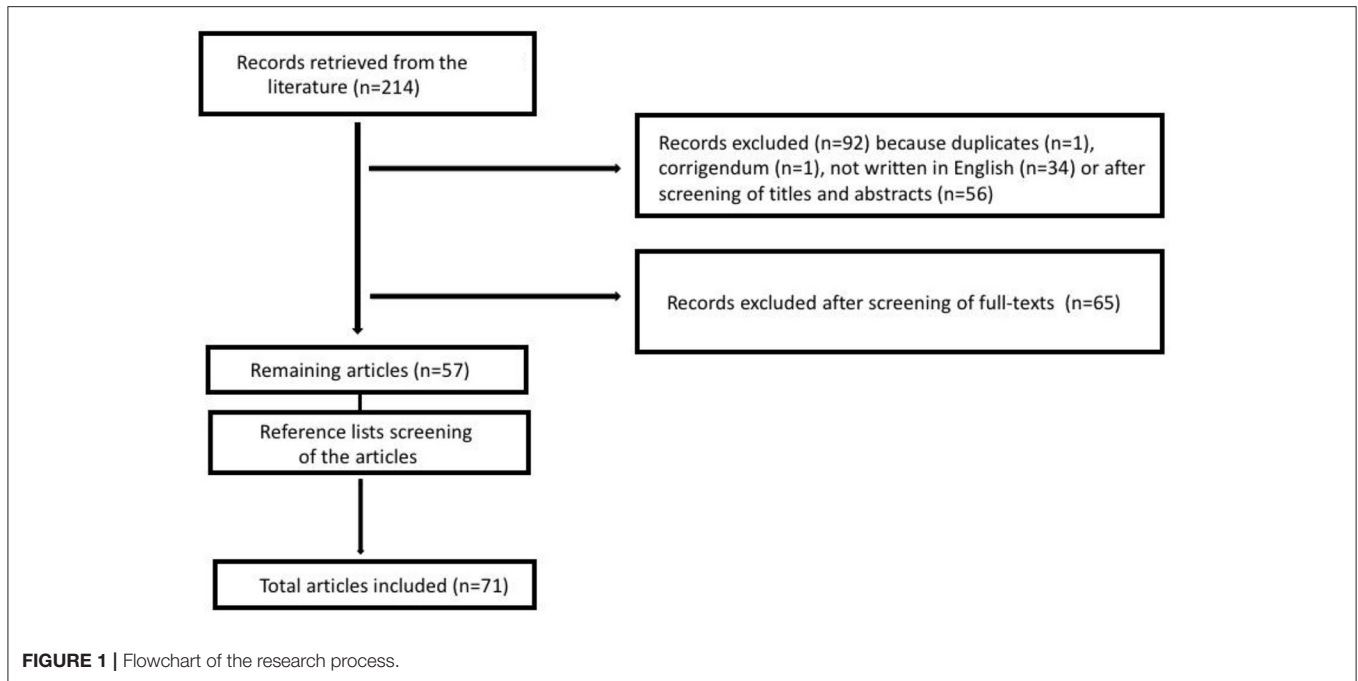 Records retrieved from the
literature (n=214)
Records excluded (n=92) because duplicates (n=1),
corrigendum (n=1), not written in English (n=34) or after
screening of titles and abstracts (n=56)
Records excluded after screening of full-texts (n=65)
Remaining articles (n=57)
Reference lists screening
of the articles
Total articles included (n=71)
FIGURE 1 | Flowchart of the research process.